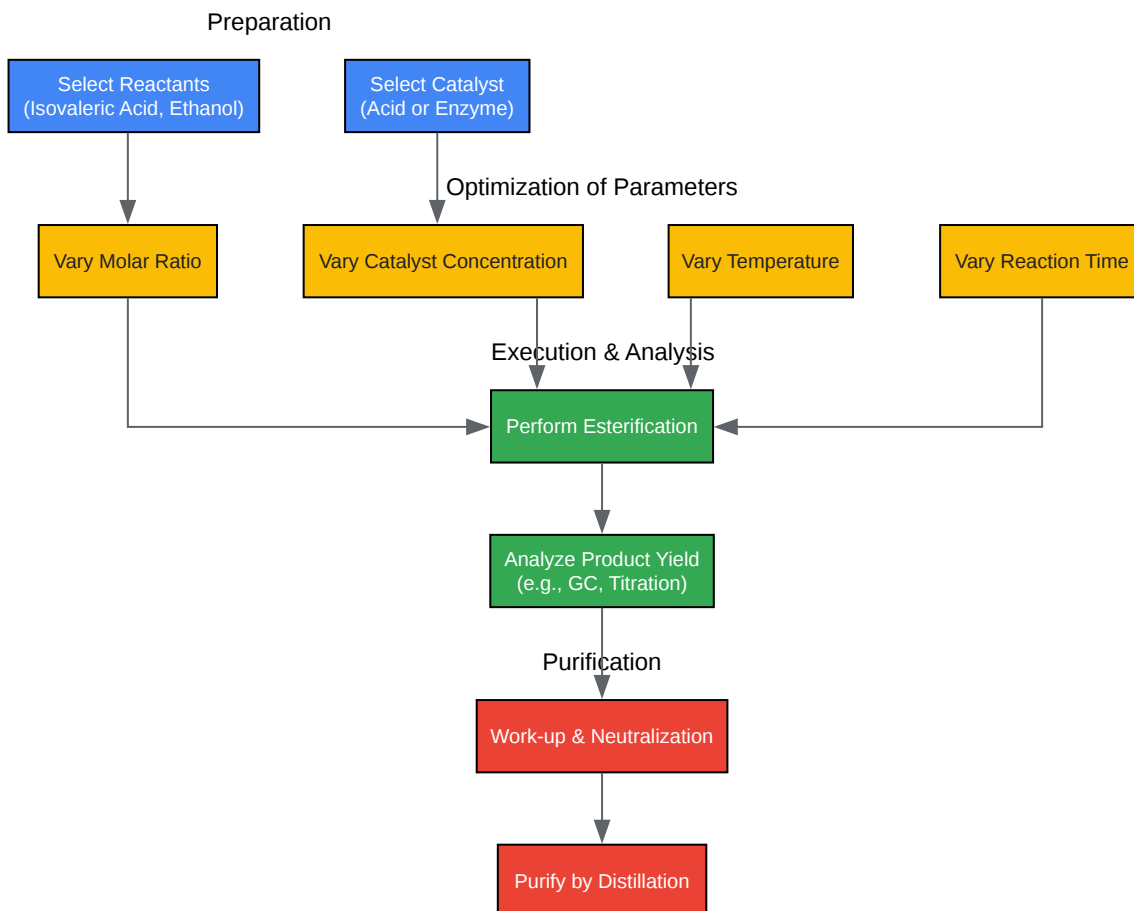 Preparation
Select Reactants
(Isovaleric Acid, Ethanol)
Select Catalyst
(Acid or Enzyme)
Optimization of Parameters
Vary Molar Ratio
Vary Catalyst Concentration
Vary Temperature
Vary Reaction Time
Execution & Analysis
Perform Esterification
Analyze Product Yield
(e.g., GC, Titration)
Purification
Work-up & Neutralization
Purify by Distillation